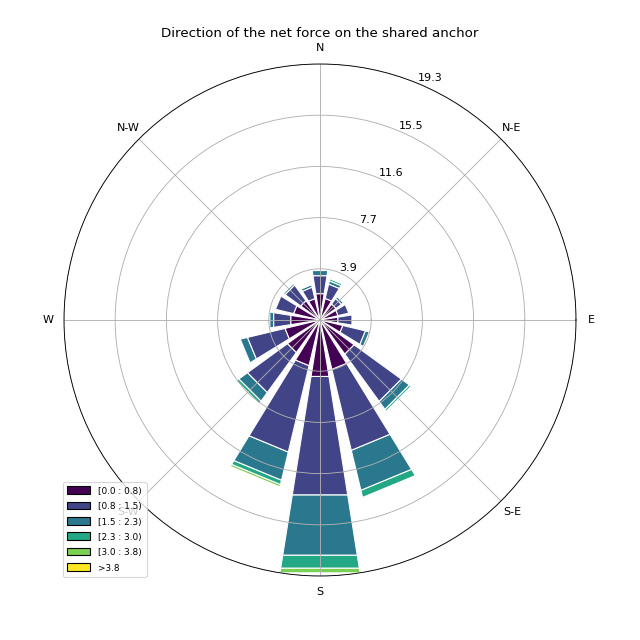 Direction of the net force on the shared anchor
N
19.3
N-W
N-E
15.5
11.6
7.7
3.9
W
E
[0.0 : 0.8)
[0.8 : 1.5)
S-W
S-E
[1.5 : 2.3)
[2.3 : 3.0)
[3.0 : 3.8)
>3.8
S